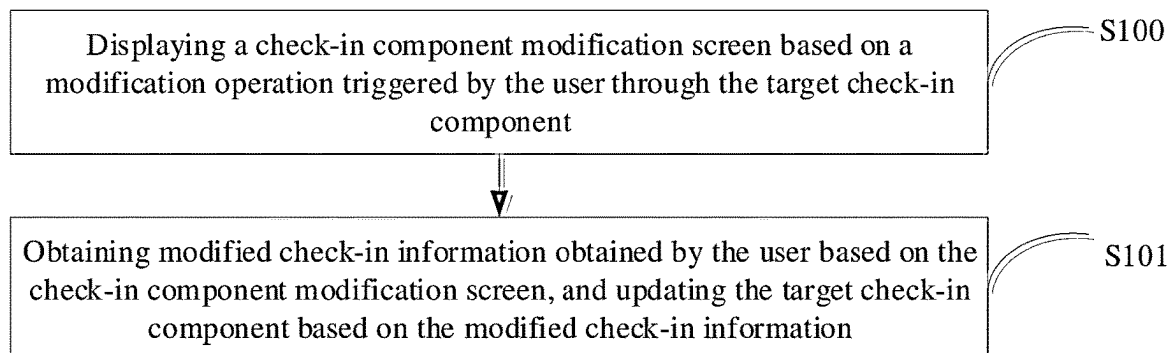 Displaying a check-in component modification screen based on a
S100
modification operation triggered by the user through the target check-in
component
Obtaining modified check-in information obtained by the user based on the
S101
check-in component modification screen, and updating the target check-in
component based on the modified check-in information